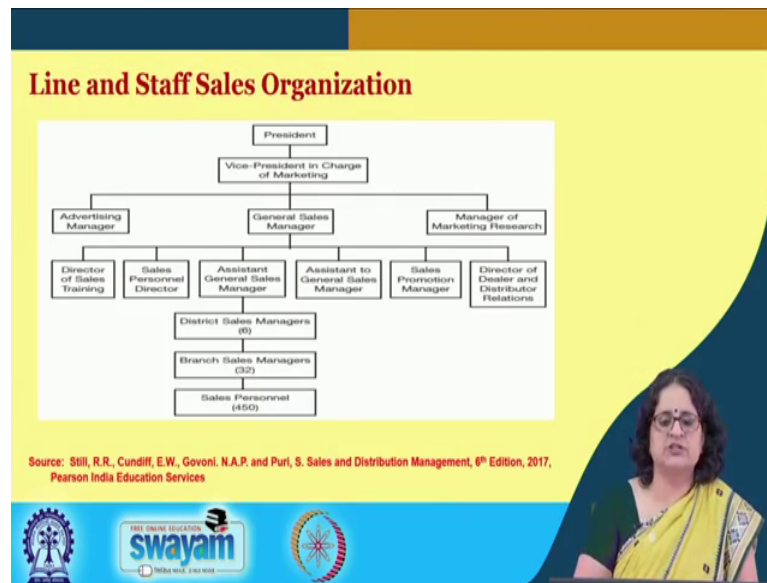 Line and Staff Sales Organization
President
Vice-President in Charge
of Marketing
Advertising
Manager
General Sales
Manager
Manager of
Marketing Research
Director
of Sales
Training
Sales
Personnel
Director
Assistant
General Sales
Manager
Assistant to
General Sales
Manager
Sales
Promotion
Manager
Director of
Dealer and
Distributor
Relations
District Sales Managers
(6)
Branch Sales Managers
(32)
Sales Personnel
(450)
Source: Still, R.R., Cundiff, E.W., Govoni. N.A.P. and Puri, S. Sales and Distribution Management, 6th Edition, 2017,
Pearson India Education Services
FREE ONLINE EDUCATION
swayam